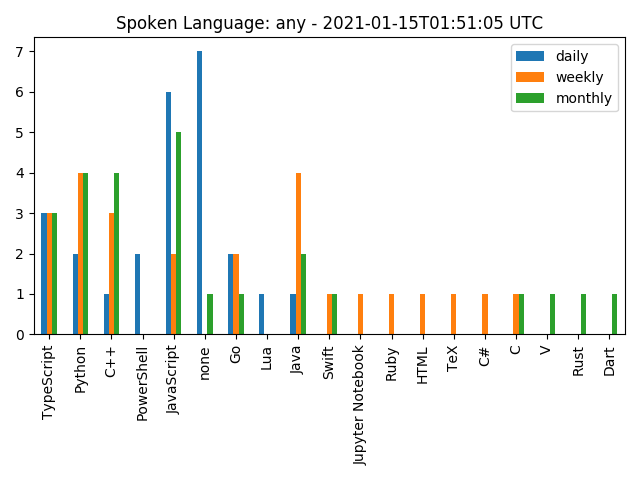 Spoken Language: any - 2021-01-15T01:51:05 UTC
daily
weekly
monthly
7
6
5
4
3
2
1
0
TypeScript
Python
C++
PowerShell
JavaScript
none
Go
Lua
Java
Swift
Jupyter Notebook
Ruby
HTML
TeX
C#
C
V
Rust
Dart